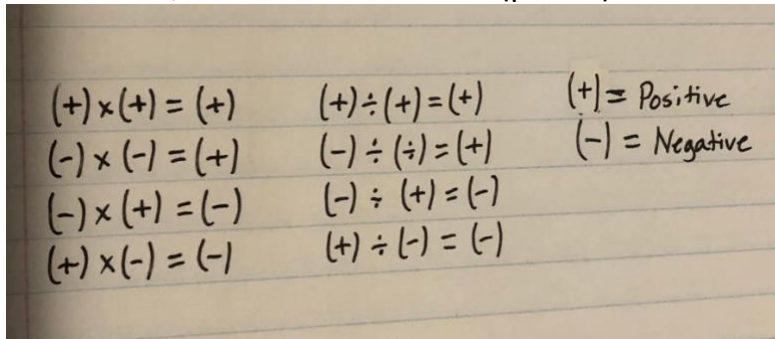 (+) × (+) = (+)
(-) × (-) = (+)
(-) × (+) = (-)
(+) × (-) = (-)
(+) ÷ (+) = (+)
(-) ÷ (÷) = (+)
(-) ÷ (+) = (-)
(+) ÷ (-) = (-)
(+) = Positive
(-) = Negative